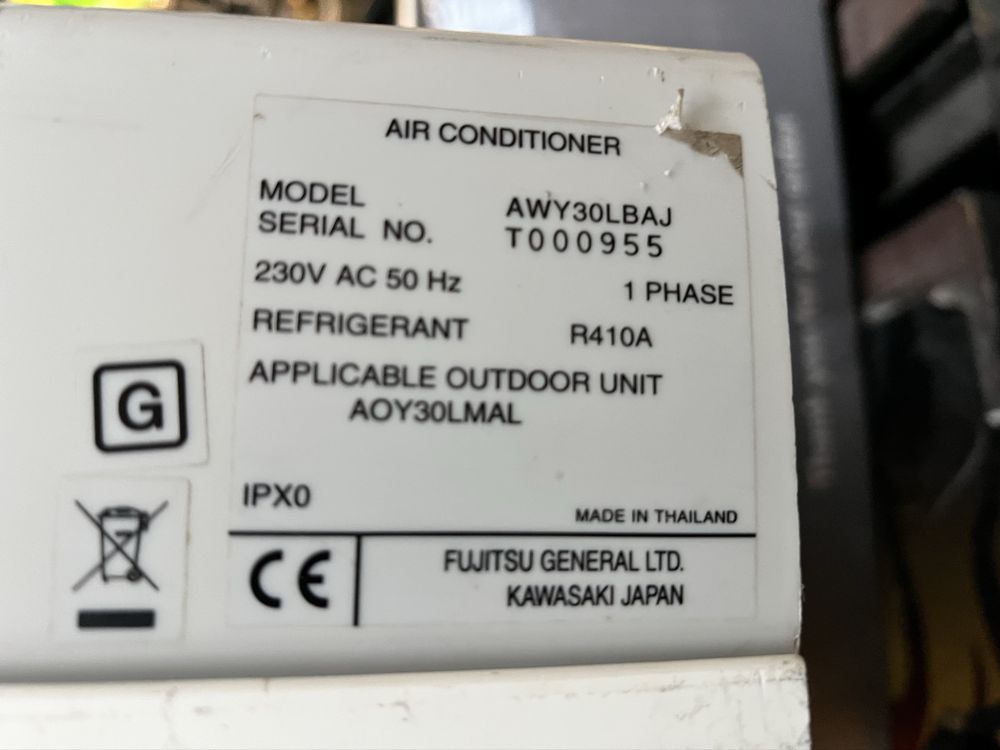 AIR CONDITIONER
MODEL AWY30LBAJ
SERIAL NO. T000955
230V AC 50 Hz 1 PHASE
REFRIGERANT R410A
APPLICABLE OUTDOOR UNIT
AOY30LMAL
G
IPX0
MADE IN THAILAND
CE
FUJITSU GENERAL LTD.
KAWASAKI JAPAN